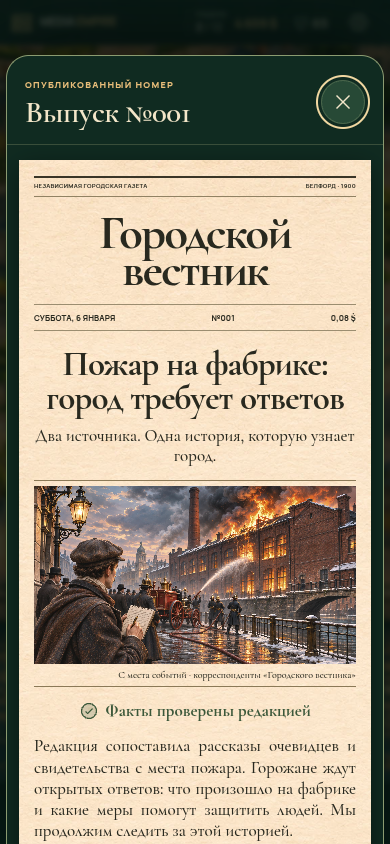 ОПУБЛИКОВАННЫЙ НОМЕР
Выпуск №001
НЕЗАВИСИМАЯ ГОРОДСКАЯ ГАЗЕТА
БЕЛФОРД · 1900
Городской
вестник
СУББОТА, 6 ЯНВАРЯ
№001
0,08 $
Пожар на фабрике:
город требует ответов
Два источника. Одна история, которую узнает
город.
С места событий · корреспонденты «Городского вестника»
Факты проверены редакцией
Редакция сопоставила рассказы очевидцев и
свидетельства с места пожара. Горожане ждут
открытых ответов: что произошло на фабрике
и какие меры помогут защитить людей. Мы
продолжим следить за этой историей.